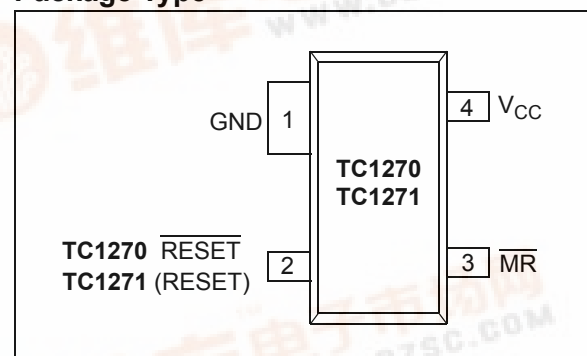 Package Type
GND 1
4 VCC
TC1270
TC1271
TC1270 RESET
2
3 MR
TC1271 (RESET)